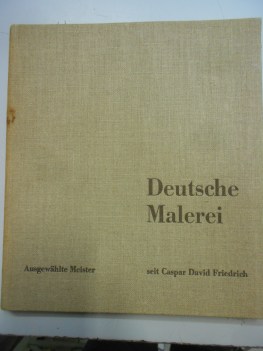 Deutsche
Malerei
Ausgewählte Meister
seit Caspar David Friedrich